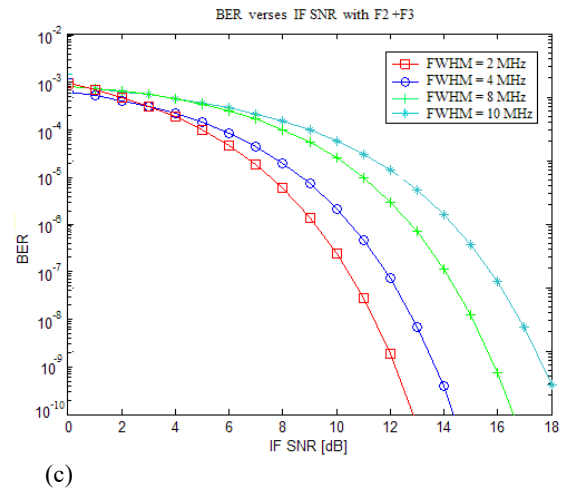 BER verses IF SNR with F2 +F3
10^-2
10^-3
10^-4
10^-5
10^-6
10^-7
10^-8
10^-9
10^-10
BER
FWHM = 2 MHz
FWHM = 4 MHz
FWHM = 8 MHz
FWHM = 10 MHz
0 2 4 6 8 10 12 14 16 18
IF SNR [dB]
(c)